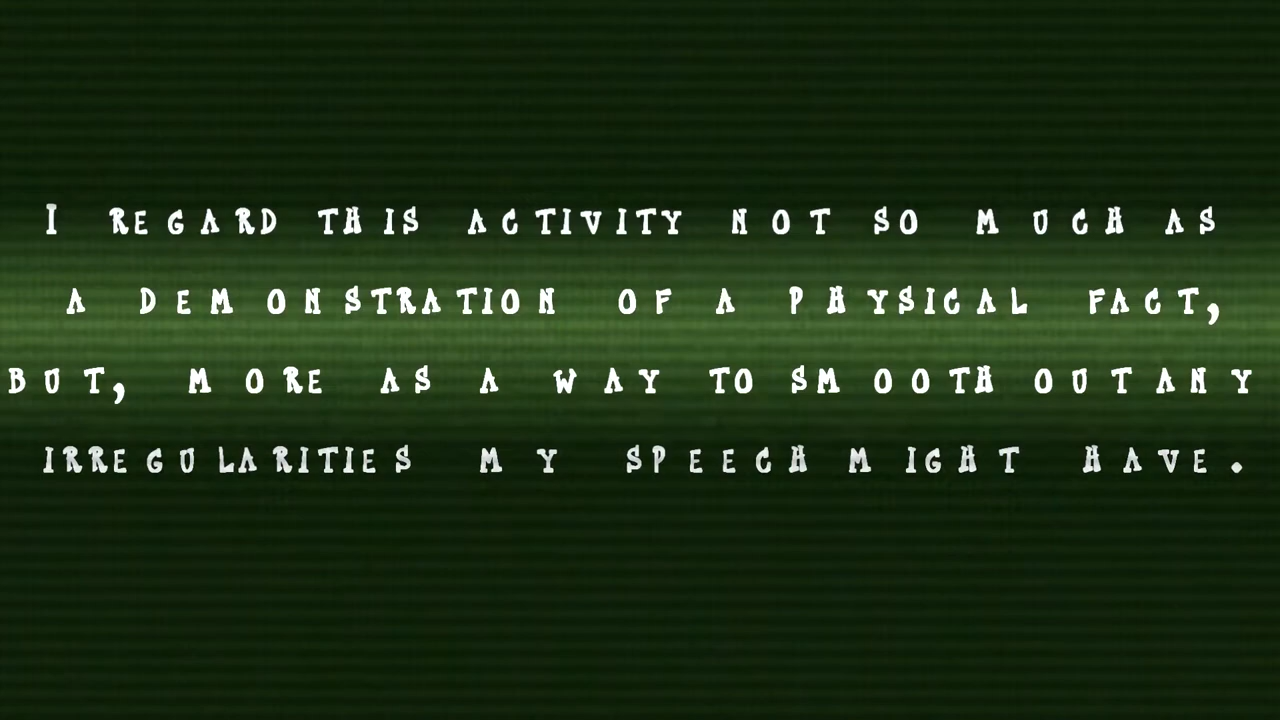 I REGARD THIS ACTIVITY NOT SO MUCH AS
A DEMONSTRATION OF A PHYSICAL FACT,
BUT, MORE AS A WAY TO SMOOTH OUT ANY
IRREGULARITIES MY SPEECH MIGHT HAVE.